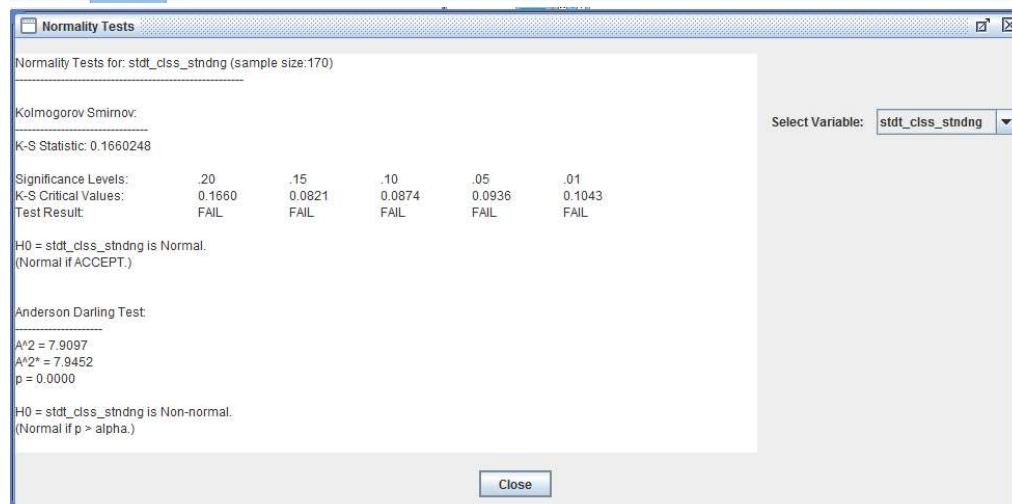 Normality Tests
Normality Tests for: stdt_clss_stndng (sample size:170)
-------------------------------------------------------
Kolmogorov Smirnov:
--------------------------------
K-S Statistic: 0.1660248
Significance Levels: .20 .15 .10 .05 .01
K-S Critical Values: 0.1660 0.0821 0.0874 0.0936 0.1043
Test Result: FAIL FAIL FAIL FAIL FAIL
H0 = stdt_clss_stndng is Normal.
(Normal if ACCEPT.)
Anderson Darling Test:
---------------------
A^2 = 7.9097
A^2* = 7.9452
p = 0.0000
H0 = stdt_clss_stndng is Non-normal.
(Normal if p > alpha.)
Select Variable: stdt_clss_stndng
Close